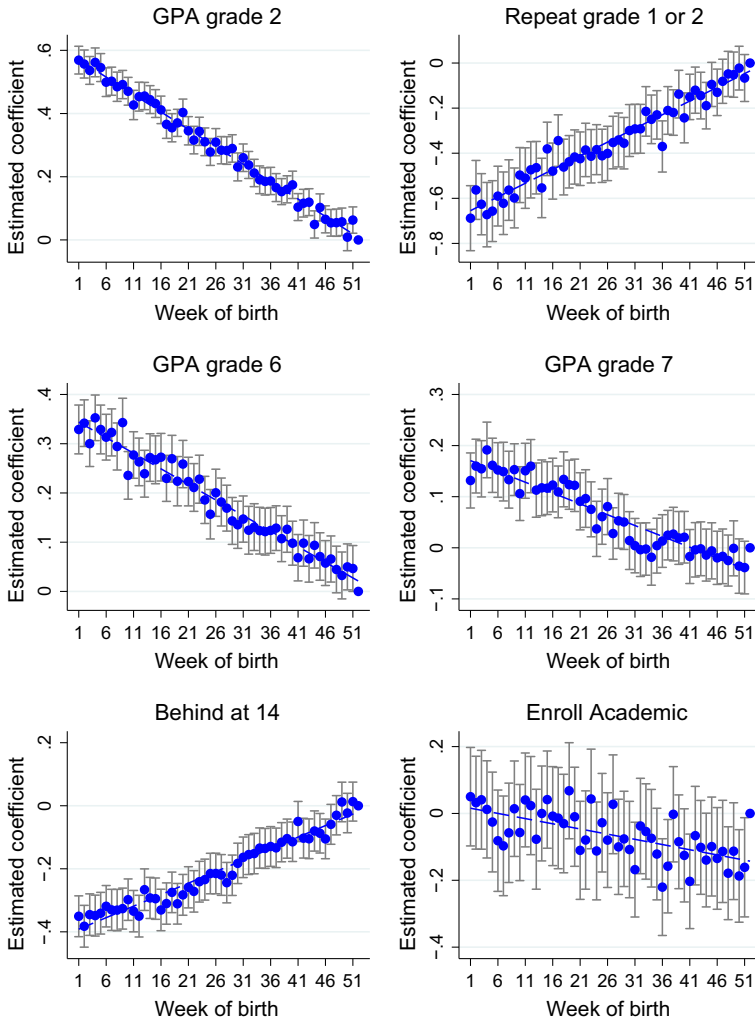 GPA grade 2
Estimated coefficient
.6
.4
.2
0
1 6 11 16 21 26 31 36 41 46 51
Week of birth
Repeat grade 1 or 2
Estimated coefficient
0
-.2
-.4
-.6
-.8
1 6 11 16 21 26 31 36 41 46 51
Week of birth
GPA grade 6
Estimated coefficient
.4
.3
.2
.1
0
1 6 11 16 21 26 31 36 41 46 51
Week of birth
GPA grade 7
Estimated coefficient
.3
.2
.1
0
-.1
1 6 11 16 21 26 31 36 41 46 51
Week of birth
Behind at 14
Estimated coefficient
.2
0
-.2
-.4
1 6 11 16 21 26 31 36 41 46 51
Week of birth
Enroll Academic
Estimated coefficient
.2
0
-.2
-.4
1 6 11 16 21 26 31 36 41 46 51
Week of birth